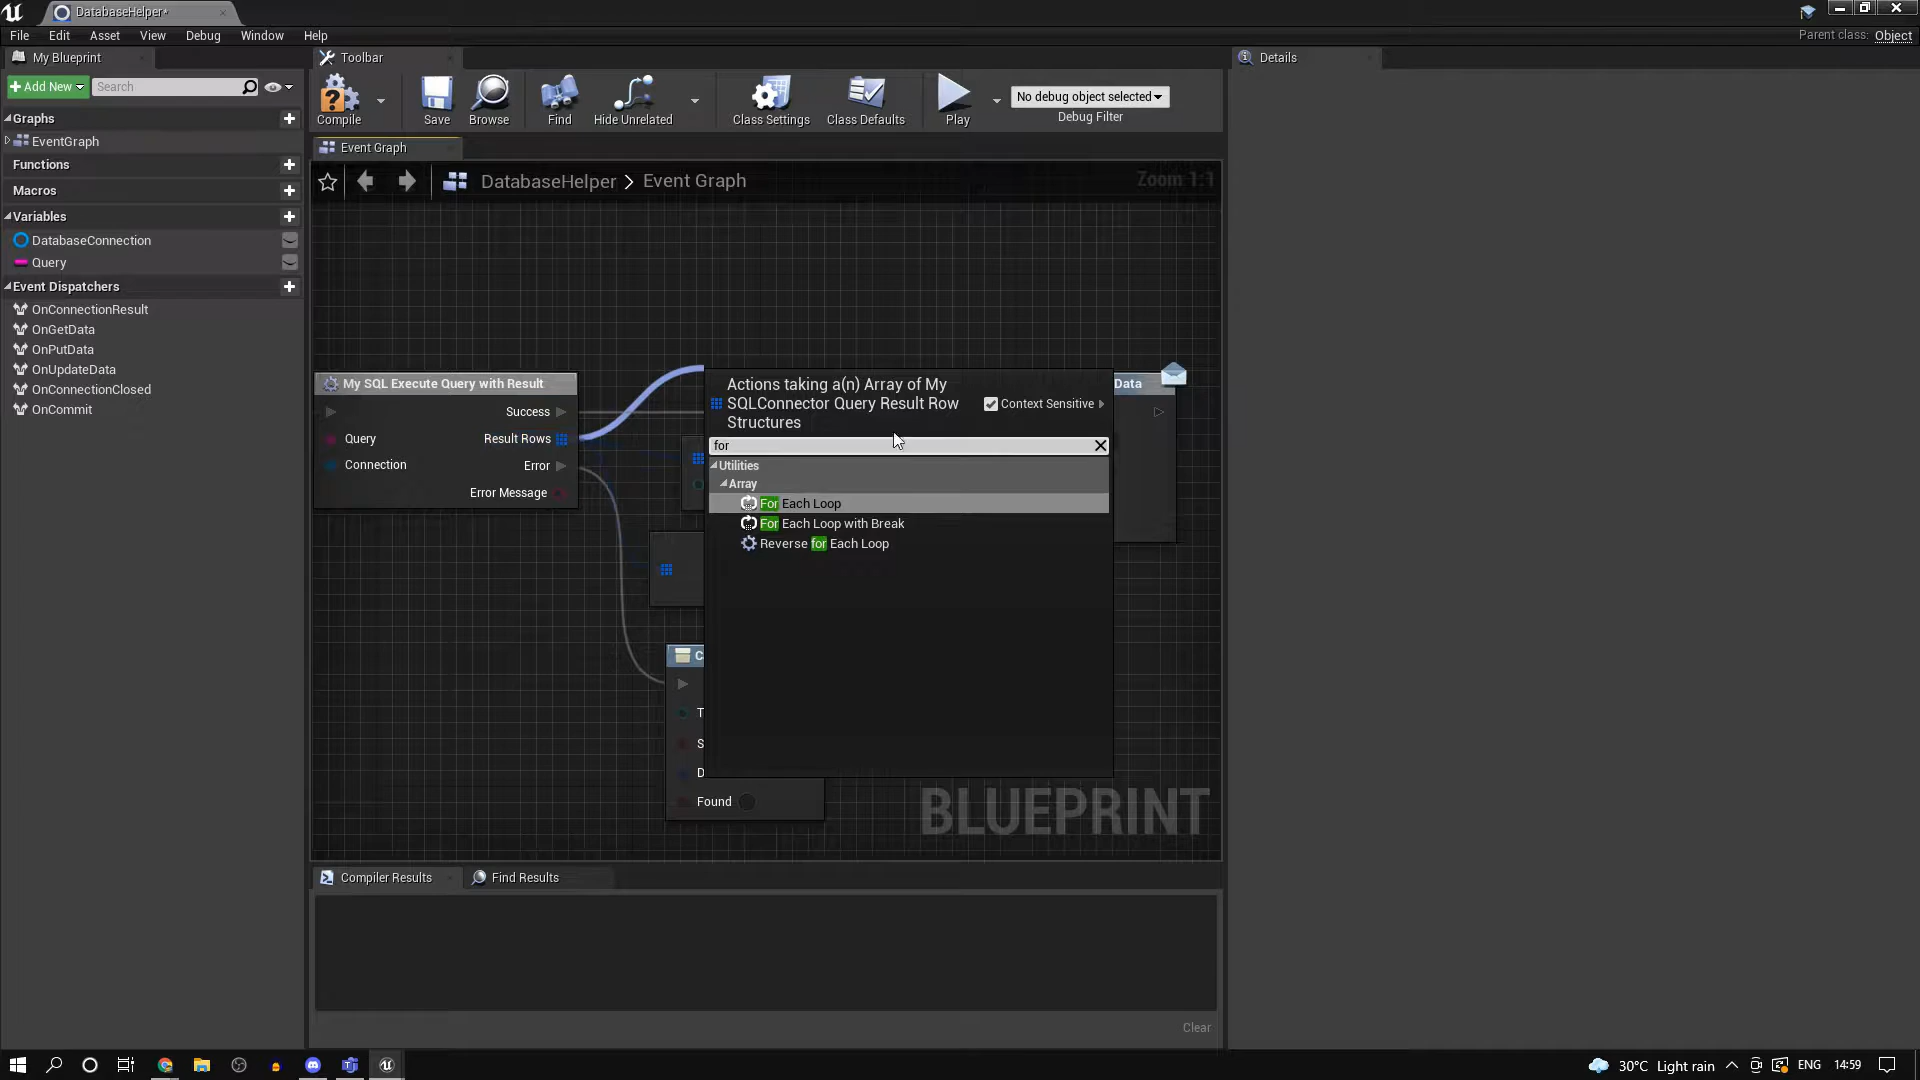 DatabaseHelper*
File Edit Asset View Debug Window Help
Parent class: Object
My Blueprint
Toolbar
Details
Add New
Search
Compile
Save
Browse
Find
Hide Unrelated
Class Settings
Class Defaults
Play
No debug object selected
Debug Filter
Graphs
EventGraph
Functions
Macros
Variables
DatabaseConnection
Query
Event Dispatchers
OnConnectionResult
OnGetData
OnPutData
OnUpdateData
OnConnectionClosed
OnCommit
Event Graph
DatabaseHelper > Event Graph
Zoom 1:1
My SQL Execute Query with Result
Success
Query
Result Rows
Connection
Error
Error Message
Actions taking a(n) Array of My
SQLConnector Query Result Row
Structures
Context Sensitive
for
Utilities
Array
For Each Loop
For Each Loop with Break
Reverse for Each Loop
Data
C
T
S
D
Found
BLUEPRINT
Compiler Results
Find Results
Clear
30°C Light rain
ENG
14:59